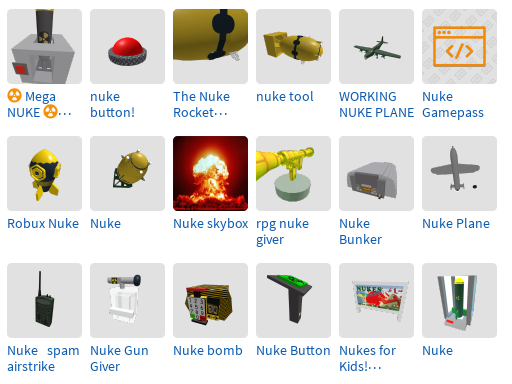 ☢ Mega
NUKE ☢...
nuke
button!
The Nuke
Rocket...
nuke tool
WORKING
NUKE PLANE
Nuke
Gamepass
Robux Nuke
Nuke
Nuke skybox
rpg nuke
giver
Nuke
Bunker
Nuke Plane
Nuke spam
airstrike
Nuke Gun
Giver
Nuke bomb
Nuke Button
NUKES
Nukes for
Kids!...
Nuke